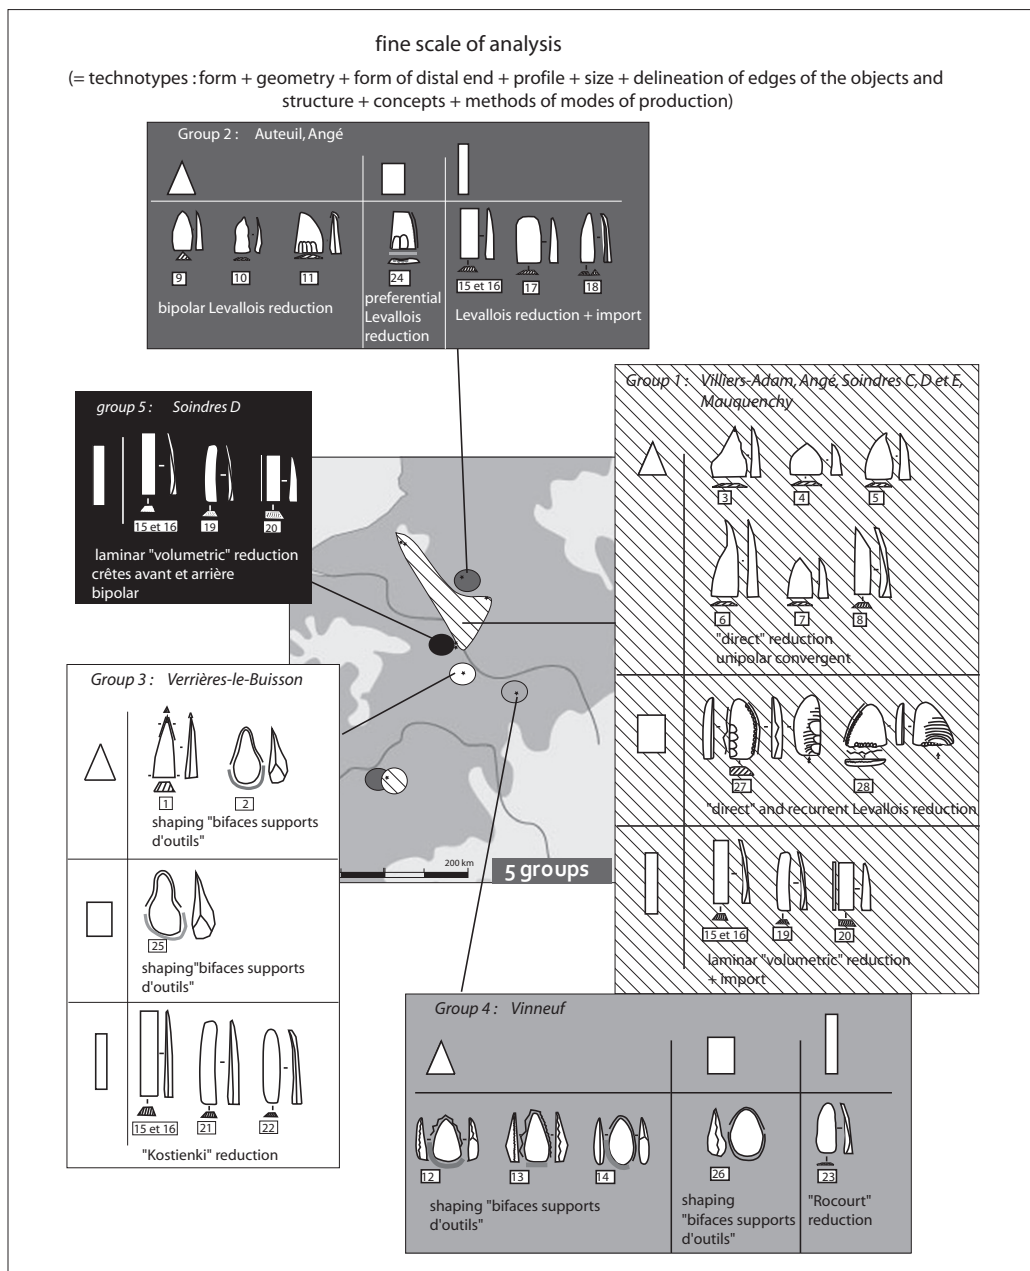 fine scale of analysis
(= technotypes : form + geometry + form of distal end + profile + size + delineation of edges of the objects and
structure + concepts + methods of modes of production)
Group 2 : Auteuil, Angé
9
10
11
24
15 et 16
17
18
bipolar Levallois reduction
preferential
Levallois
reduction
Levallois reduction + import
group 5 : Soindres D
15 et 16
19
20
laminar "volumetric" reduction
crêtes avant et arrière
bipolar
Group 1 : Villiers-Adam, Angé, Soindres C, D et E,
Mauquenchy
3
4
5
6
7
8
"direct" reduction
unipolar convergent
27
28
"direct" and recurrent Levallois reduction
15 et 16
19
20
laminar "volumetric" reduction
+ import
Group 3 : Verrières-le-Buisson
1
2
shaping "bifaces supports
d'outils"
25
shaping"bifaces supports
d'outils"
15 et 16
21
22
"Kostienki" reduction
200 km
5 groups
Group 4 : Vinneuf
12
13
14
26
23
shaping "bifaces supports
d'outils"
shaping
"bifaces supports
d'outils"
"Rocourt"
reduction